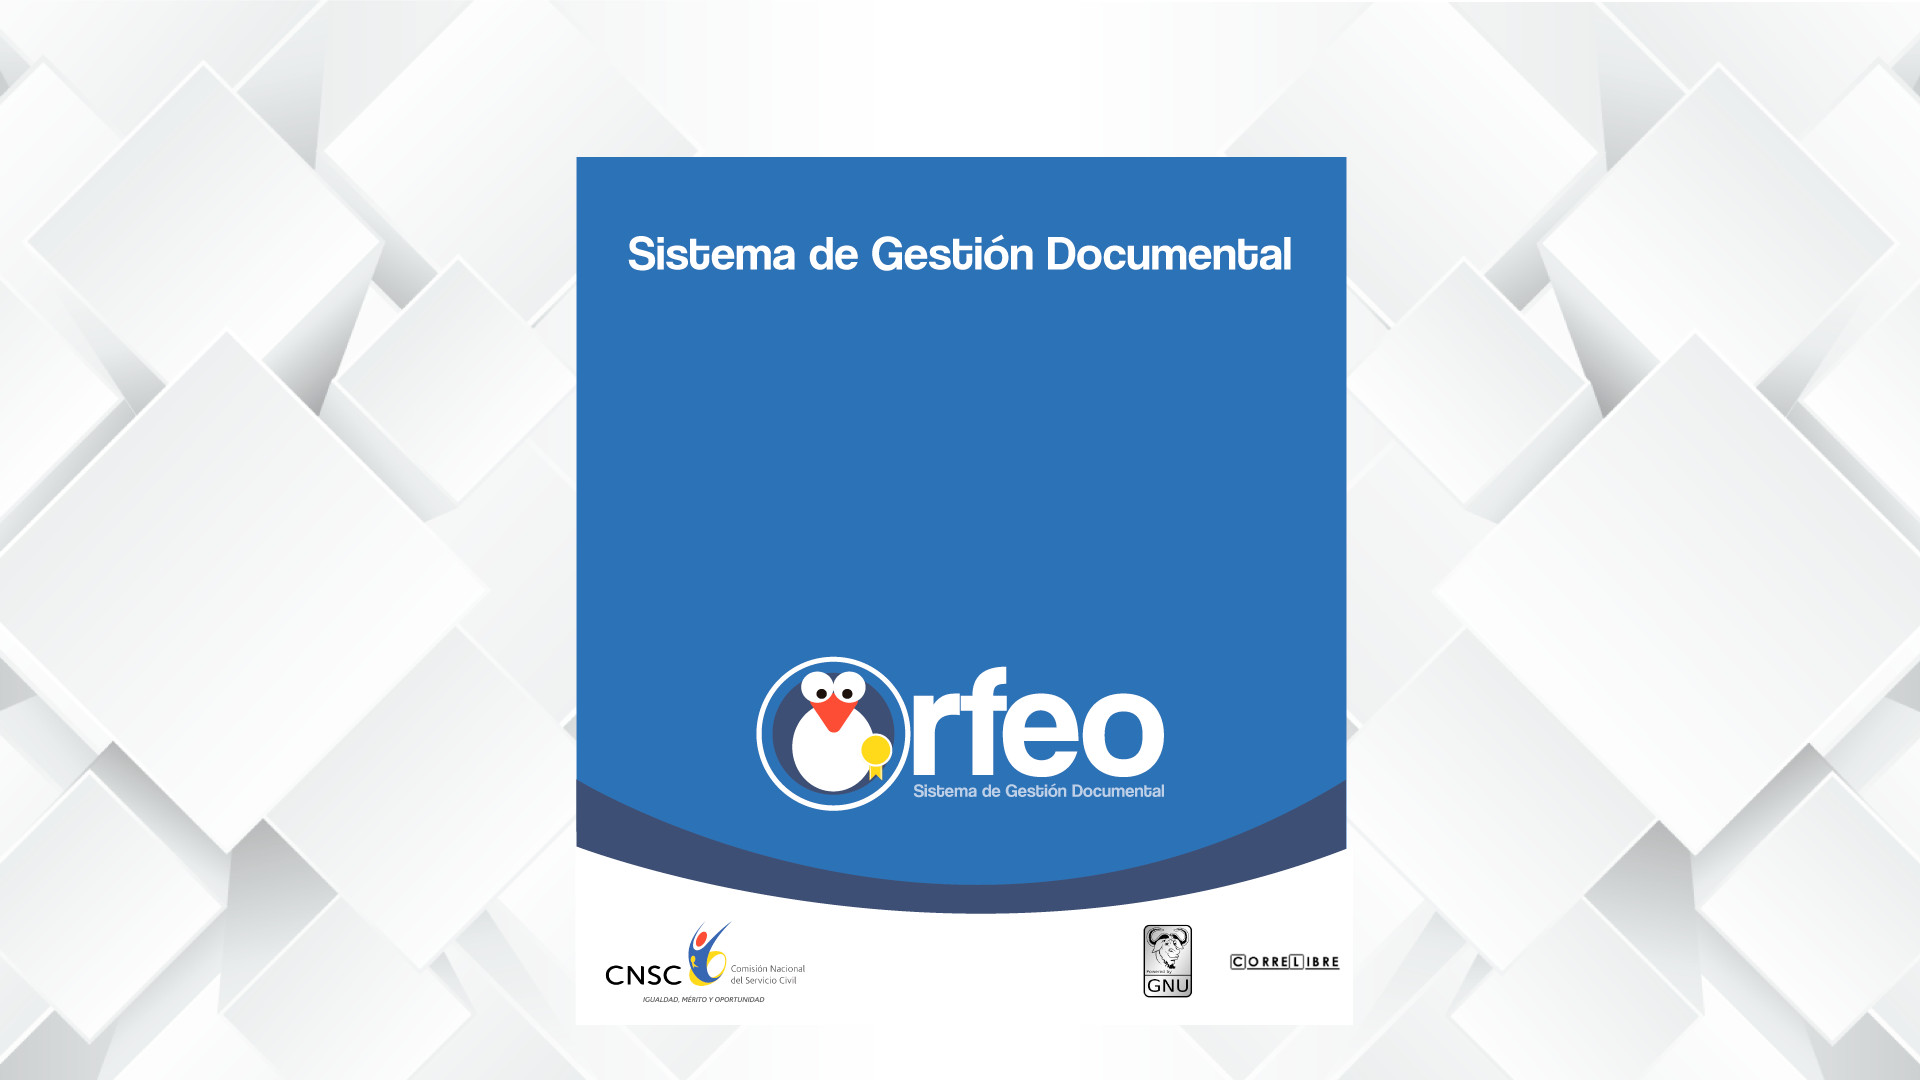 Sistema de Gestión Documental
rfeo
Sistema de Gestión Documental
CNSC
Comisión Nacional
del Servicio Civil
IGUALDAD, MÉRITO Y OPORTUNIDAD
Powered by
GNU
CORRELIBRE